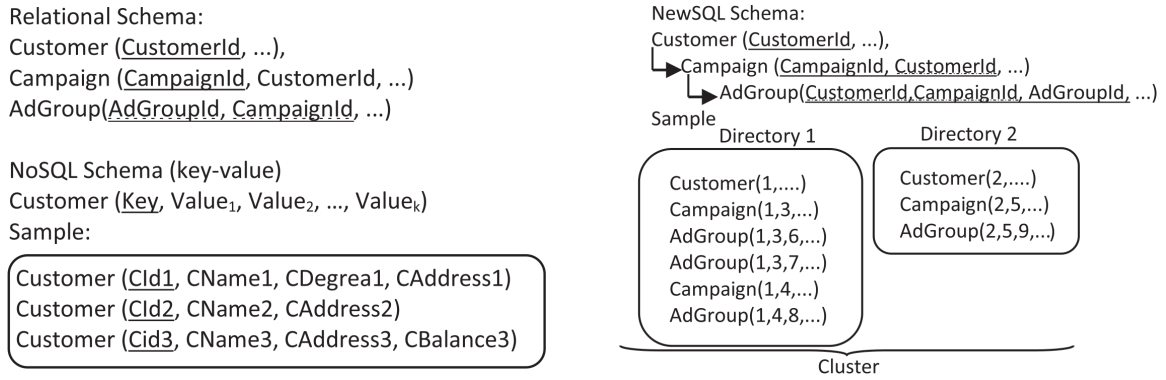 Relational Schema:
Customer (CustomerId, ...),
Campaign (CampaignId, CustomerId, ...)
AdGroup(AdGroupId, CampaignId, ...)
NoSQL Schema (key-value)
Customer (Key, Value1, Value2, ..., Valuek)
Sample:
Customer (CId1, CName1, CDegrea1, CAddress1)
Customer (CId2, CName2, CAddress2)
Customer (Cid3, CName3, CAddress3, CBalance3)
NewSQL Schema:
Customer (CustomerId, ...),
Campaign (CampaignId, CustomerId, ...)
AdGroup(CustomerId,CampaignId, AdGroupId, ...)
Sample
Directory 1
Customer(1,....)
Campaign(1,3,...)
AdGroup(1,3,6,...)
AdGroup(1,3,7,...)
Campaign(1,4,...)
AdGroup(1,4,8,...)
Directory 2
Customer(2,....)
Campaign(2,5,...)
AdGroup(2,5,9,...)
Cluster